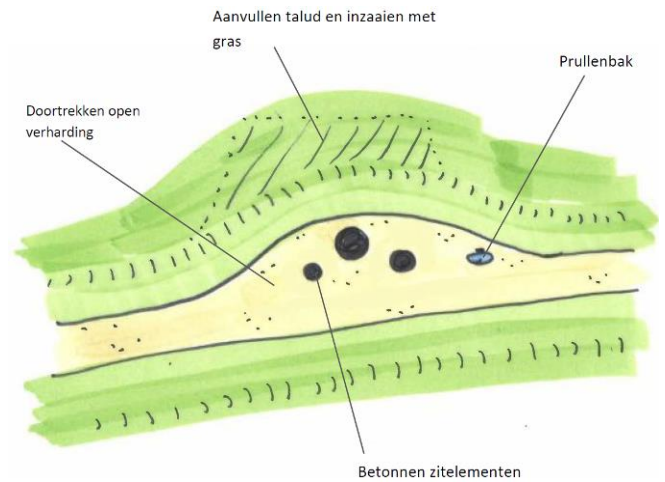 Aanvullen talud en inzaaien met
gras
Prullenbak
Doortrekken open
verharding
Betonnen zitelementen